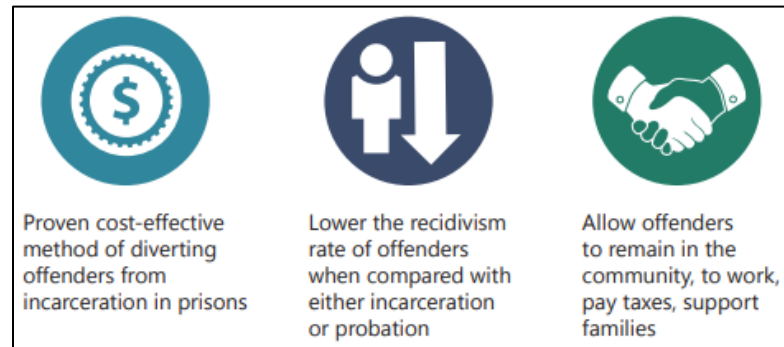 $
Proven cost-effective
method of diverting
offenders from
incarceration in prisons
Lower the recidivism
rate of offenders
when compared with
either incarceration
or probation
Allow offenders
to remain in the
community, to work,
pay taxes, support
families